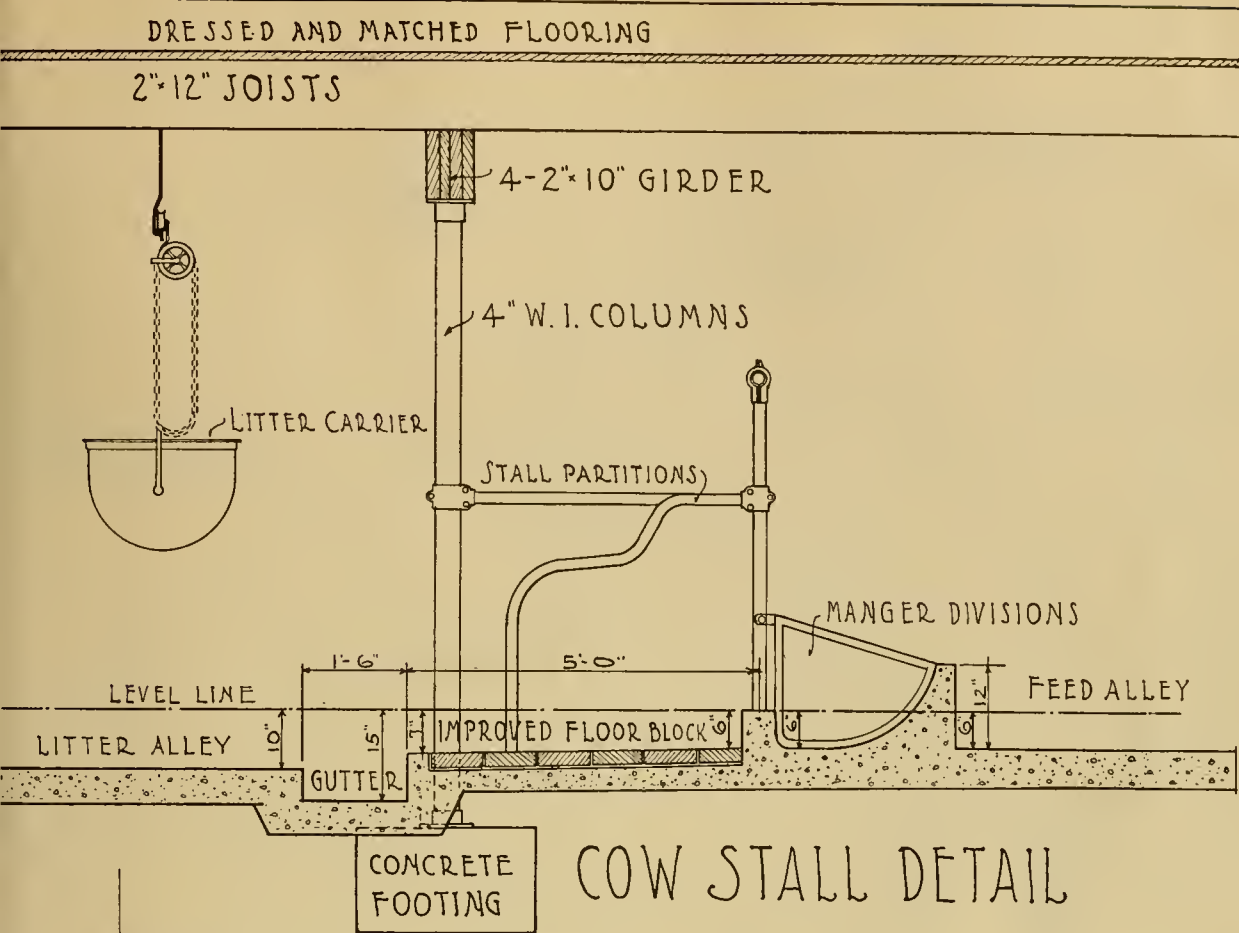 DRESSED AND MATCHED FLOORING
2"×12" JOISTS
4-2"×10" GIRDER
4" W. I. COLUMNS
LITTER CARRIER
STALL PARTITIONS
MANGER DIVISIONS
1'-6"
5'-0"
LEVEL LINE
12"
FEED ALLEY
LITTER ALLEY
10"
15"
7"
IMPROVED FLOOR BLOCK
6"
6"
6"
GUTTER
CONCRETE
FOOTING
COW STALL DETAIL